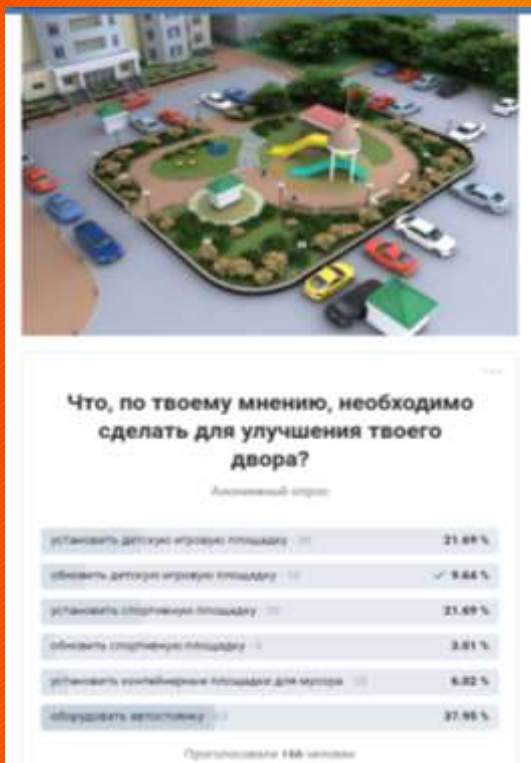 Что, по твоему мнению, необходимо
сделать для улучшения твоего
двора?
Анонимный опрос
установить детскую игровую площадку 21.69 %
обновить детскую игровую площадку ✓ 9.64 %
установить спортивную площадку 21.69 %
обновить спортивную площадку 3.01 %
установить контейнерные площадки для мусора 6.02 %
оборудовать автостоянку 37.95 %
Проголосовали 166 человек